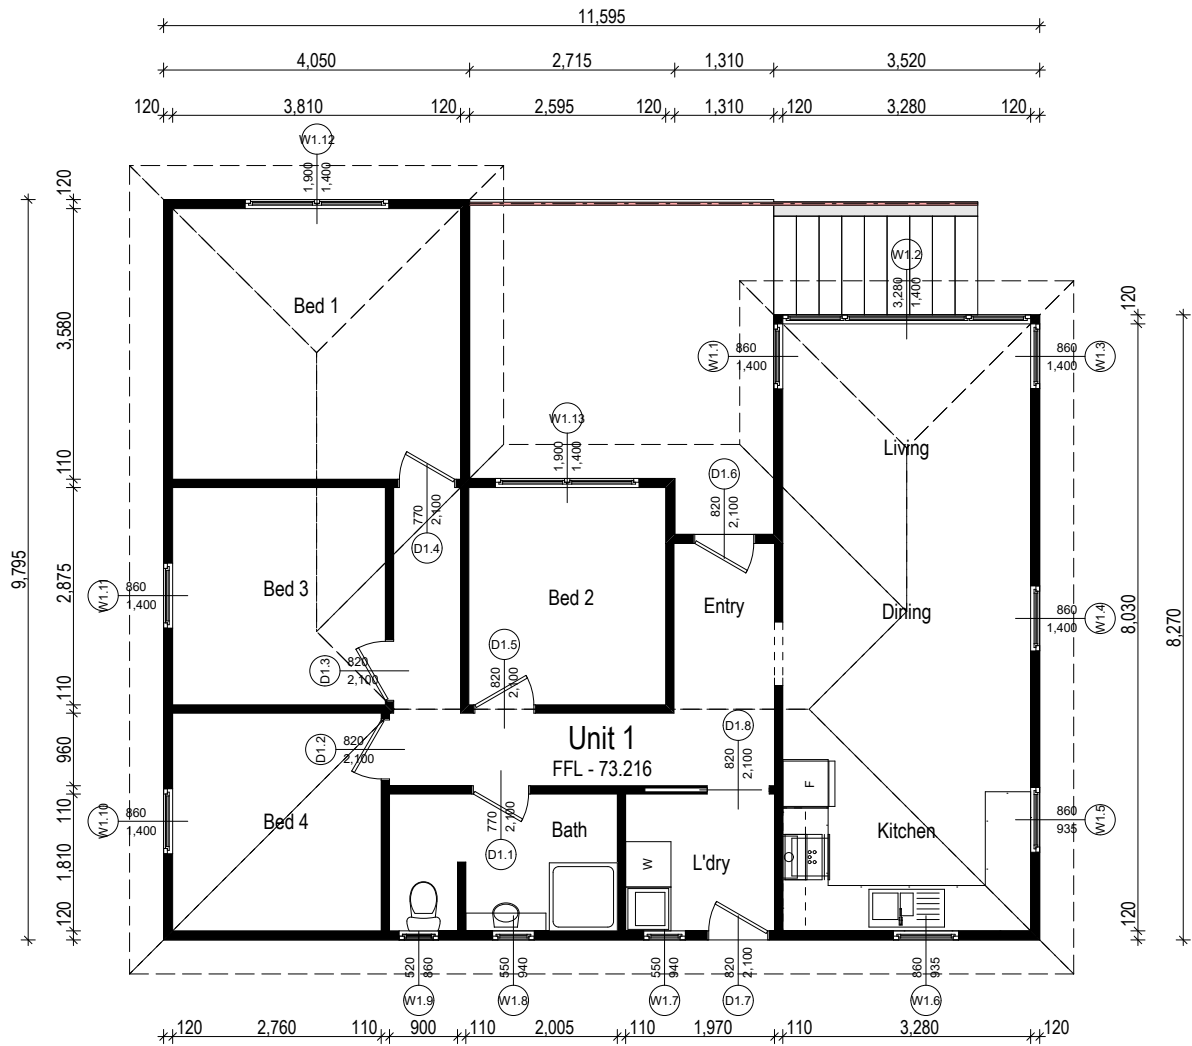 11,595
4,050 2,715 1,310 3,520
120 3,810 120 2,595 120 1,310 120 3,280 120
W1.12
1,900
1,400
120
W1.2
3,280
1,400
120
Bed 1
3,580
W1.1
860
1,400
860
1,400
W1.3
W1.13
1,900
1,400
Living
110
D1.6
820
2,100
770
2,100
D1.4
9,795
2,875
W1.11
860
1,400
Bed 3
Bed 2
Entry
Dining
860
1,400
W1.4
8,030
8,270
D1.5
820
2,100
D1.3
820
2,100
110
960
D1.2
820
2,100
Unit 1
FFL - 73.216
D1.8
820
2,100
F
110
W1.10
860
1,400
Bed 4
770
2,100
D1.1
Bath
Kitchen
860
935
W1.5
1,810
W
L'dry
120
120
520
860
W1.9
550
940
W1.8
550
940
W1.7
820
2,100
D1.7
860
935
W1.6
120 2,760 110 900 110 2,005 110 1,970 110 3,280 120